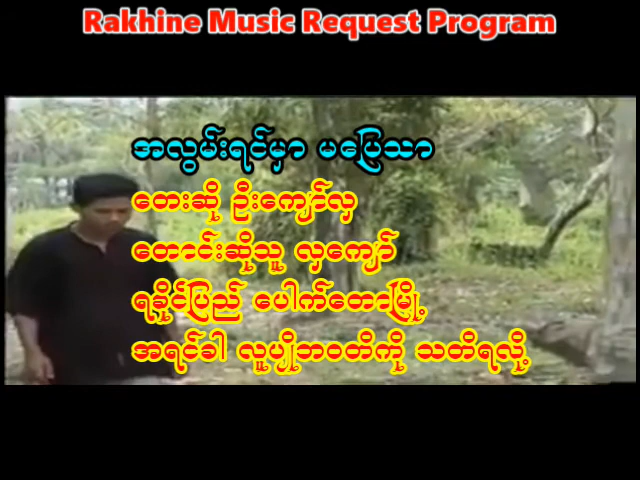 Rakhine Music Request Program
အလွမ်းရင်မှာ မပြေသာ
တေးဆို ဦးကျော်လှ
တောင်းဆိုသူ လှကျော်
ရခိုင်ပြည် ပေါက်တောမြို့
အရင်ခါ လူပျိုဘဝတိကို သတိရလို့